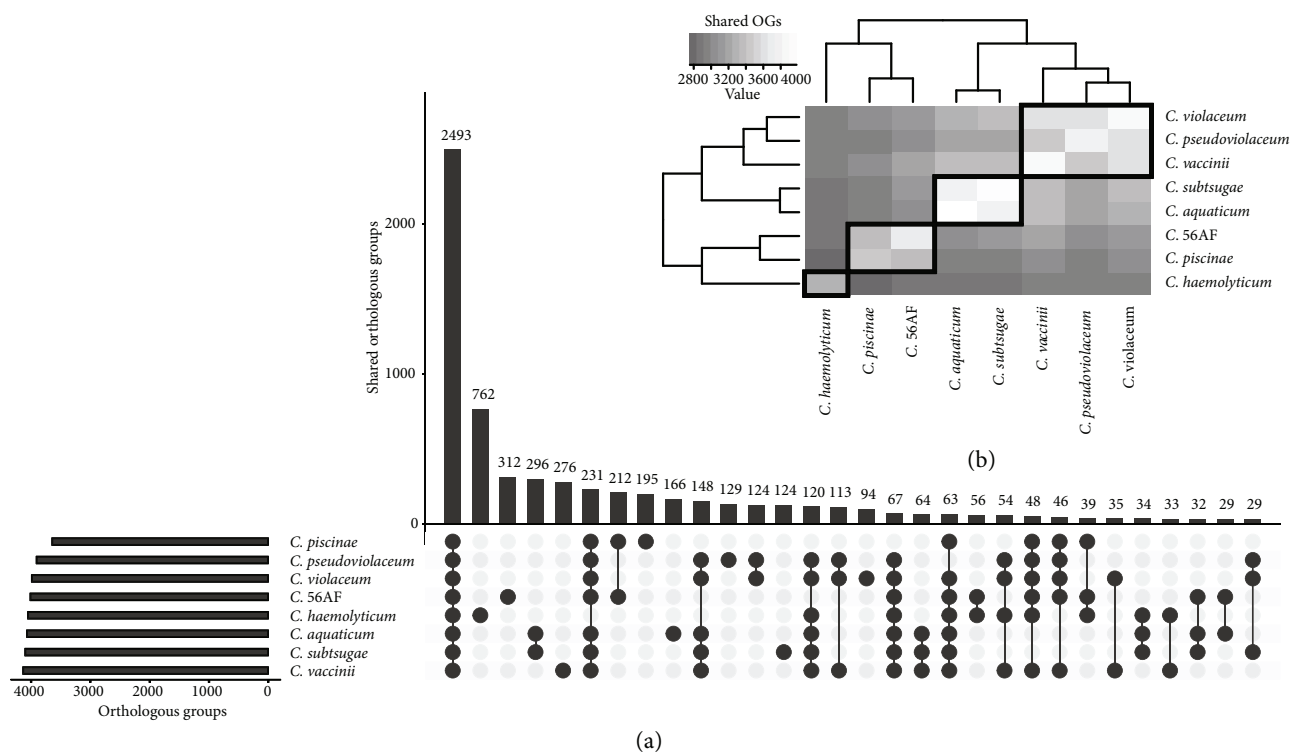 Shared OGs
2800 3200 3600 4000
Value
C. violaceum
C. pseudoviolaceum
C. vaccinii
C. subtsugae
C. aquaticum
C. 56AF
C. piscinae
C. haemolyticum
C. haemolyticum
C. piscinae
C. 56AF
C. aquaticum
C. subtsugae
C. vaccinii
C. pseudoviolaceum
C. violaceum
(b)
Shared orthologous groups
2000
1000
0
2493
762
312 296 276 231 212 195 166 148 129 124 124 120 113 94 67 64 63 56 54 48 46 39 35 34 33 32 29 29
C. piscinae
C. pseudoviolaceum
C. violaceum
C. 56AF
C. haemolyticum
C. aquaticum
C. subtsugae
C. vaccinii
4000 3000 2000 1000 0
Orthologous groups
(a)